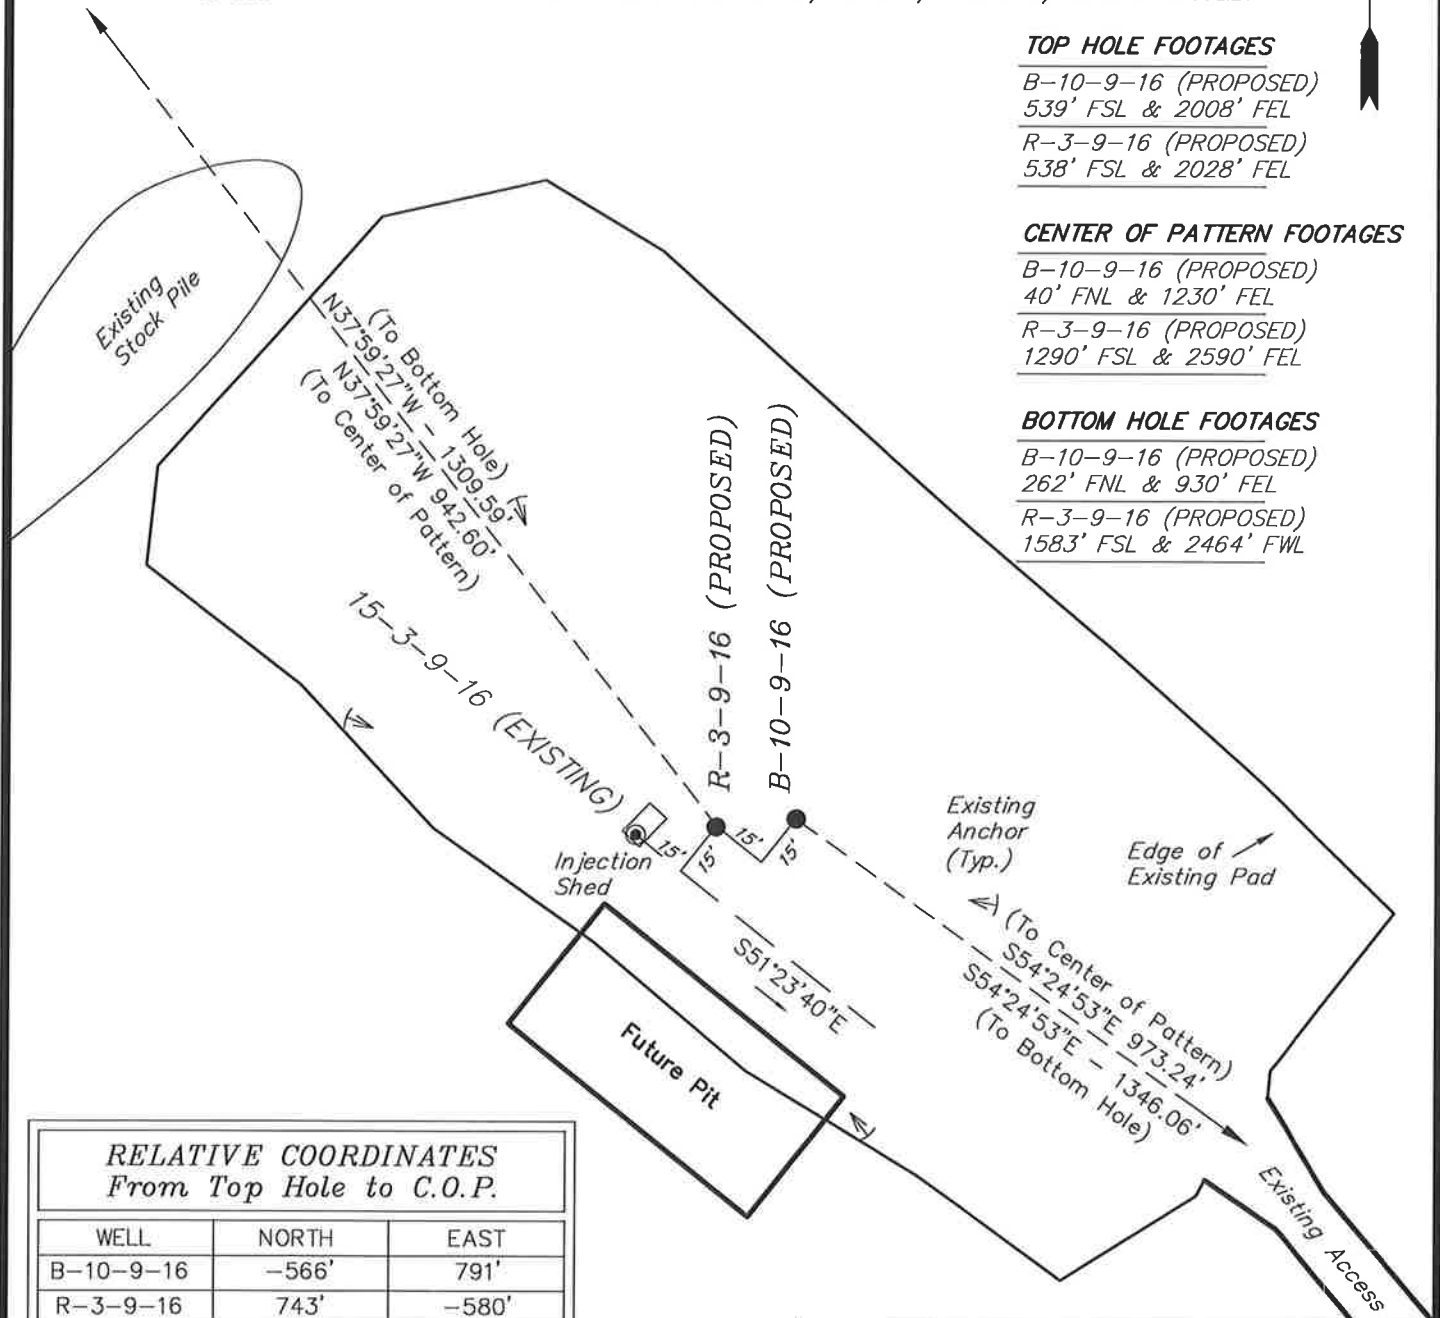 TOP HOLE FOOTAGES
B-10-9-16 (PROPOSED)
539' FSL & 2008' FEL
R-3-9-16 (PROPOSED)
538' FSL & 2028' FEL
CENTER OF PATTERN FOOTAGES
B-10-9-16 (PROPOSED)
40' FNL & 1230' FEL
R-3-9-16 (PROPOSED)
1290' FSL & 2590' FEL
BOTTOM HOLE FOOTAGES
B-10-9-16 (PROPOSED)
262' FNL & 930' FEL
R-3-9-16 (PROPOSED)
1583' FSL & 2464' FWL
Existing
Stock Pile
(To Bottom Hole)
N37°59'27"W - 1309.59'
N37°59'27"W 942.60'
(To Center of Pattern)
R-3-9-16 (PROPOSED)
B-10-9-16 (PROPOSED)
15-3-9-16 (EXISTING)
15'
15'
15'
15'
Injection
Shed
Existing
Anchor
(Typ.)
Edge of
Existing Pad
S51°23'40"E
(To Center of Pattern)
S54°24'53"E 973.24'
S54°24'53"E - 1346.06'
(To Bottom Hole)
Future Pit
Existing Access
RELATIVE COORDINATES
From Top Hole to C.O.P.
WELL NORTH EAST
B-10-9-16 -566' 791'
R-3-9-16 743' -580'